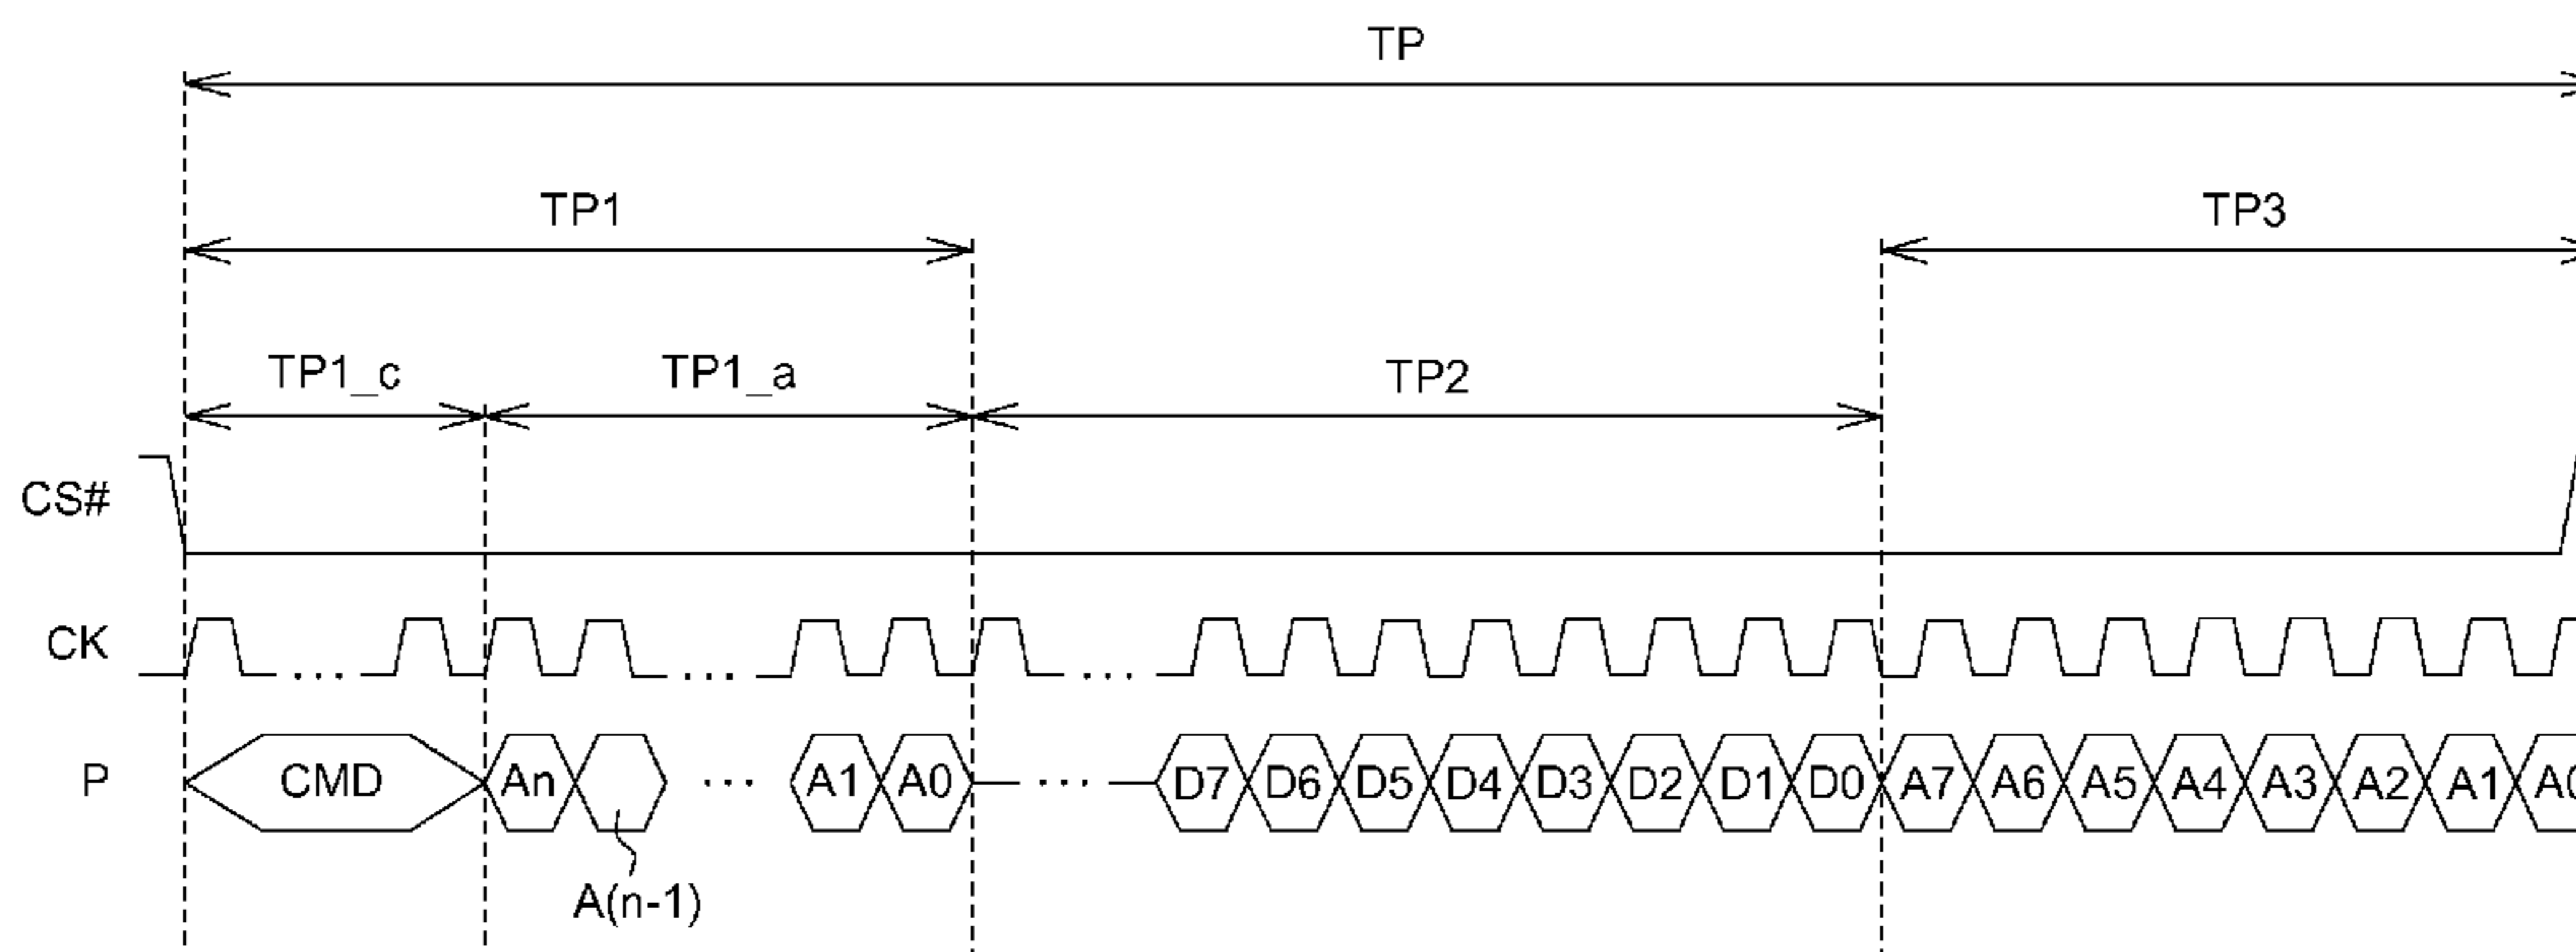 TP
TP1 TP3
TP1_c TP1_a TP2
CS#
CK ... ... ...
P CMD An ... A1 A0 ... D7 D6 D5 D4 D3 D2 D1 D0 A7 A6 A5 A4 A3 A2 A1
A(n-1)